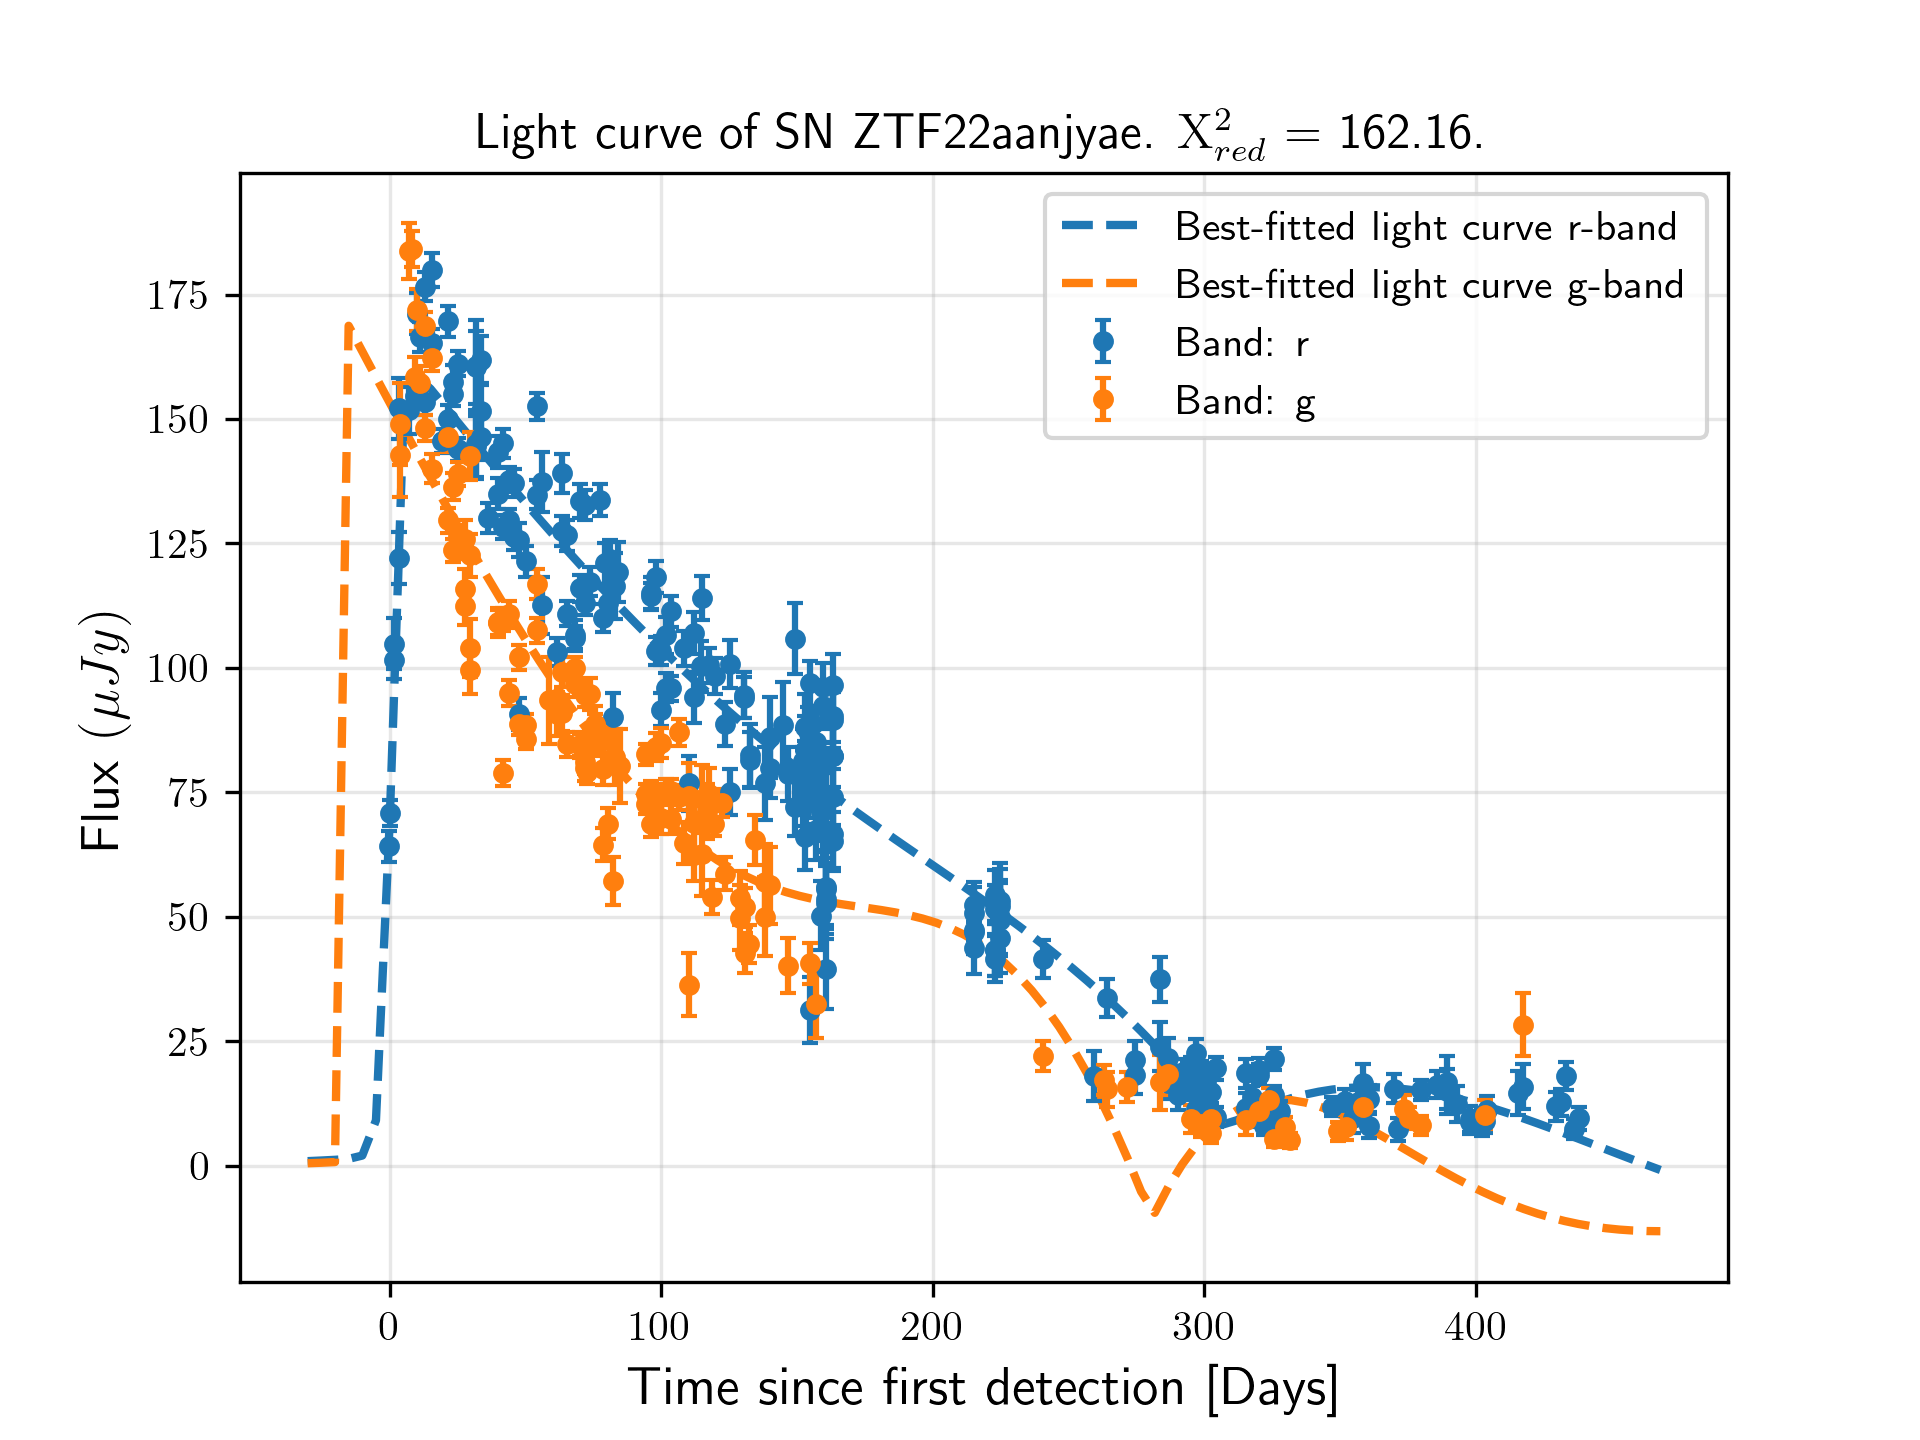 Light curve of SN ZTF22aanjyae. X²_red = 162.16.
Best-fitted light curve r-band
Best-fitted light curve g-band
Band: r
Band: g
Flux (μJy)
175
150
125
100
75
50
25
0
0 100 200 300 400
Time since first detection [Days]